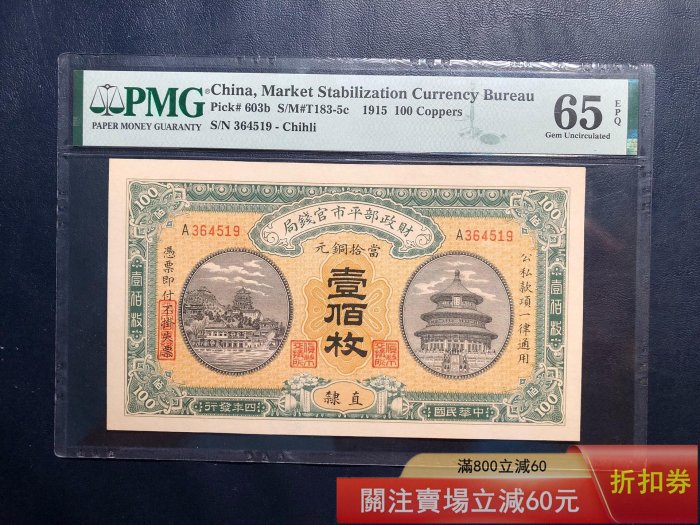 PMG
PAPER MONEY GUARANTY
China, Market Stabilization Currency Bureau
Pick# 603b S/M#T183-5c 1915 100 Coppers
S/N 364519 - Chihli
65
EPQ
Gem Uncirculated
100
100
局錢官市平部政財
A364519
元銅拾當
A364519
憑票即付
不掛失票
壹佰枚
公私款項一律通用
壹佰枚
壹佰枚
隸直
100
行發年四
國民華中
100
滿800立減60
關注賣場立減60元
折扣券